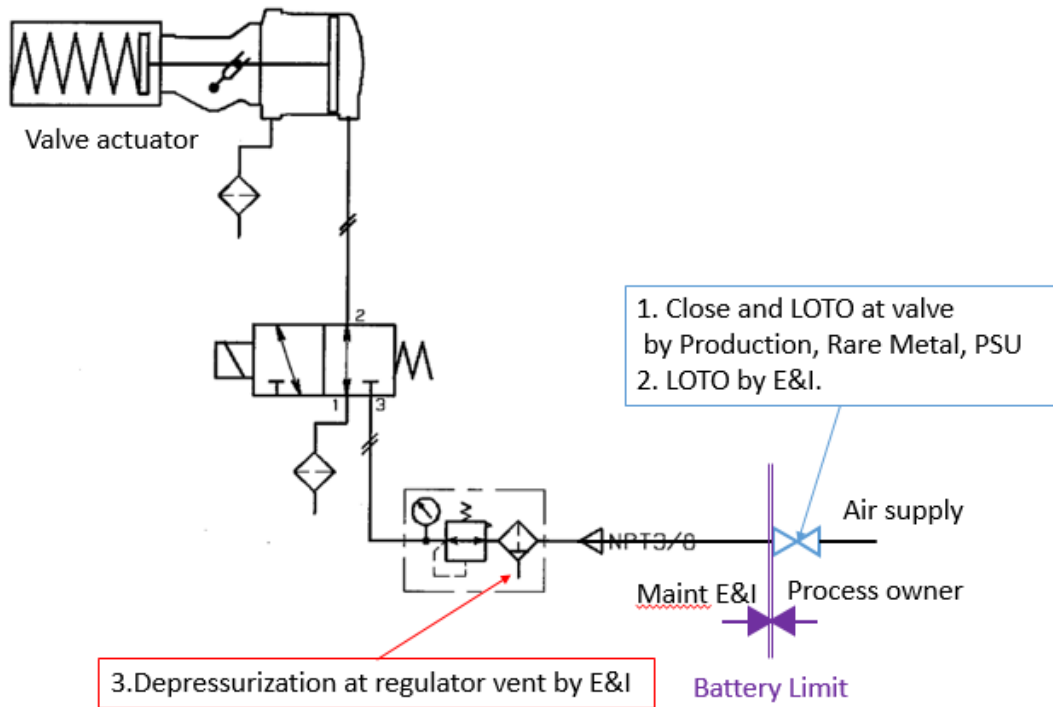 Valve actuator
2
1
3
1. Close and LOTO at valve
by Production, Rare Metal, PSU
2. LOTO by E&I.
Air supply
NPT3/8
Maint E&I
Process owner
3.Depressurization at regulator vent by E&I
Battery Limit